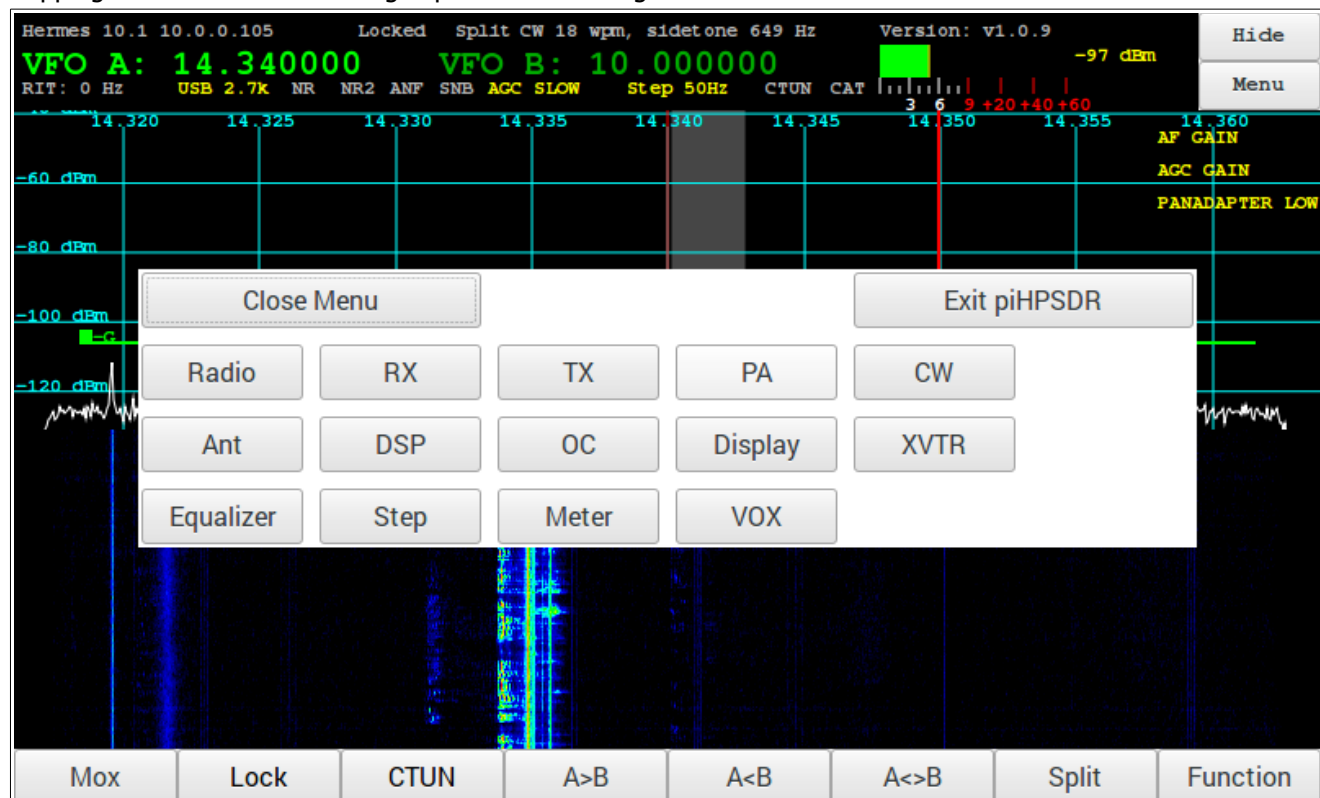 Hermes 10.1 10.0.0.105 Locked Split CW 18 wpm, sidetone 649 Hz Version: v1.0.9 Hide
VFO A: 14.340000 VFO B: 10.000000 -97 dBm
RIT: 0 Hz USB 2.7k NR NR2 ANF SNB AGC SLOW Step 50Hz CTUN CAT Menu
3 6 9 +20 +40 +60
14.320 14.325 14.330 14.335 14.340 14.345 14.350 14.355 14.360
AF GAIN
AGC GAIN
-60 dBm
PANADAPTER LOW
-80 dBm
Close Menu Exit piHPSDR
-100 dBm
-G
Radio RX TX PA CW
-120 dBm
Ant DSP OC Display XVTR
Equalizer Step Meter VOX
Mox Lock CTUN A>B A<B A<>B Split Function